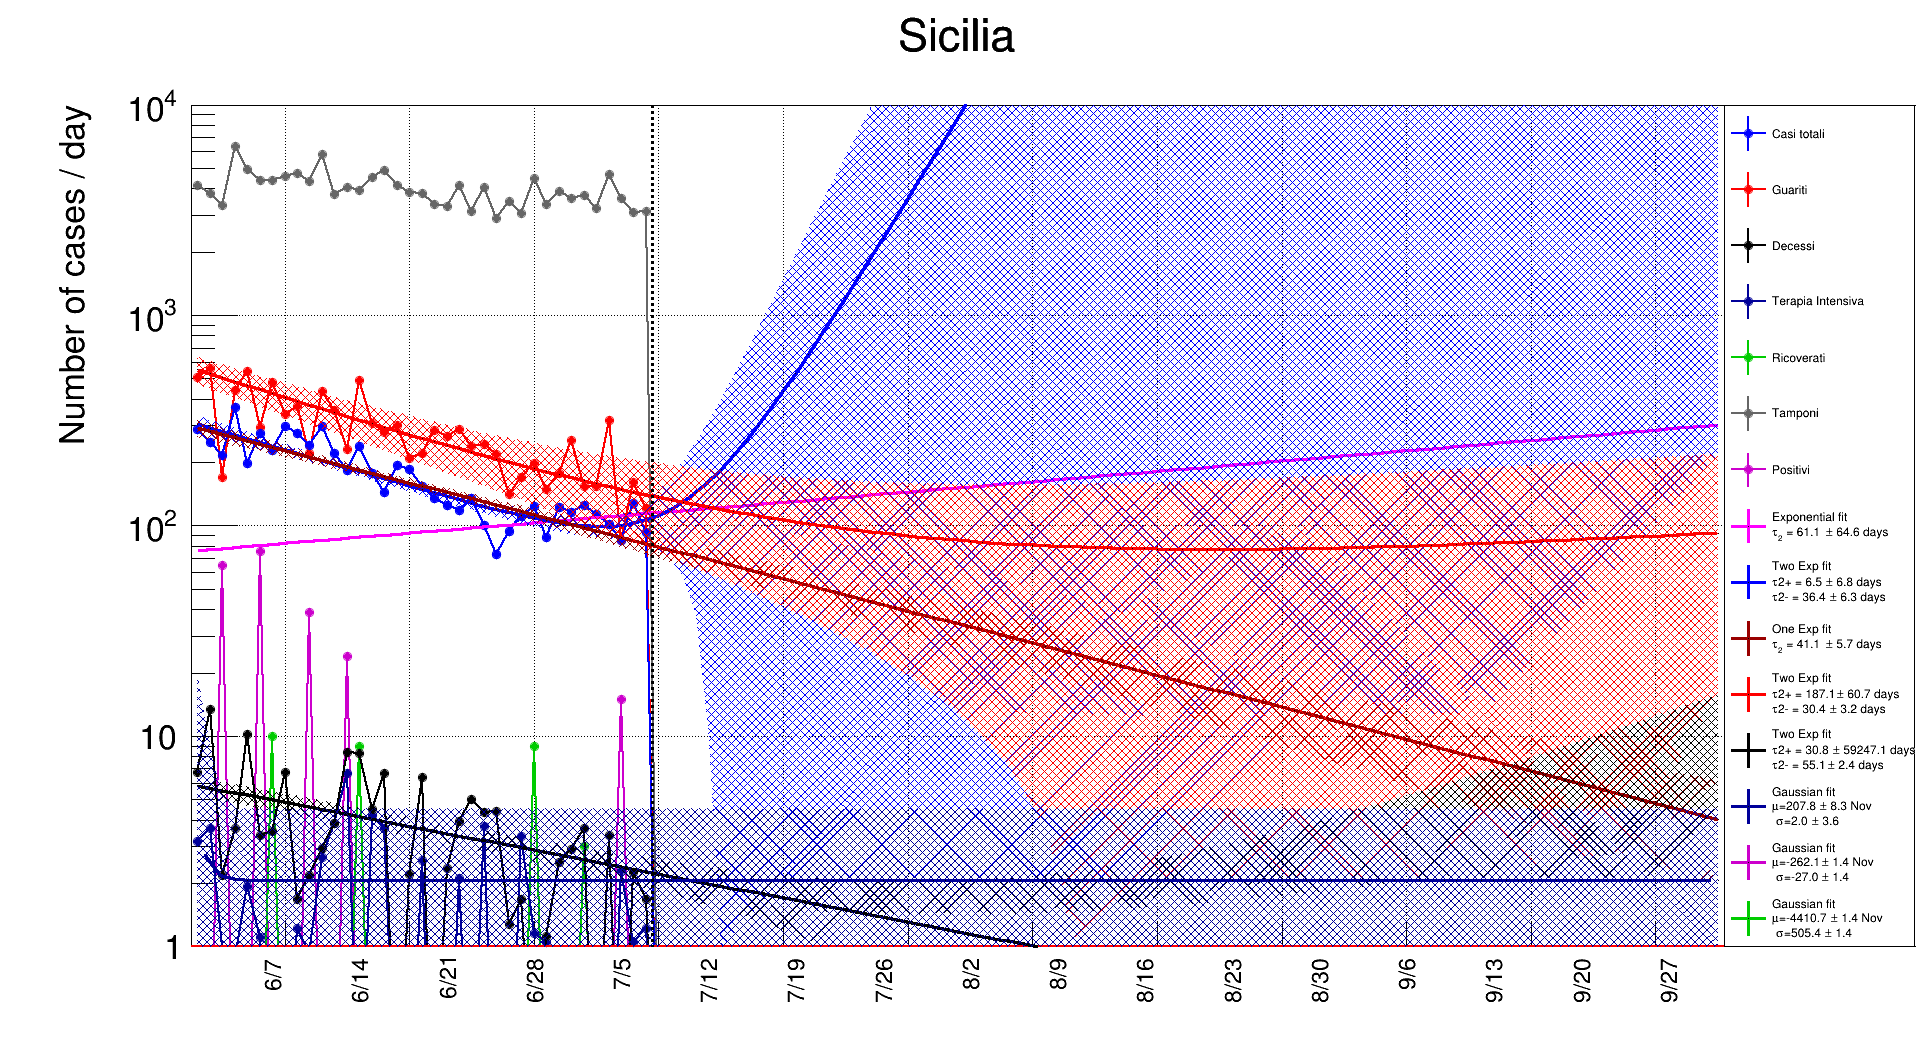 Sicilia
Number of cases / day
10⁴
10³
10²
10
1
6/7
6/14
6/21
6/28
7/5
7/12
7/19
7/26
8/2
8/9
8/16
8/23
8/30
9/6
9/13
9/20
9/27
Casi totali
Guariti
Decessi
Terapia Intensiva
Ricoverati
Tamponi
Positivi
Exponential fit
τ₂ = 61.1 ± 64.6 days
Two Exp fit
τ2+ = 6.5 ± 6.8 days
τ2- = 36.4 ± 6.3 days
One Exp fit
τ₂ = 41.1 ± 5.7 days
Two Exp fit
τ2+ = 187.1 ± 60.7 days
τ2- = 30.4 ± 3.2 days
Two Exp fit
τ2+ = 30.8 ± 59247.1 days
τ2- = 55.1 ± 2.4 days
Gaussian fit
μ=207.8 ± 8.3 Nov
σ=2.0 ± 3.6
Gaussian fit
μ=-262.1 ± 1.4 Nov
σ=-27.0 ± 1.4
Gaussian fit
μ=-4410.7 ± 1.4 Nov
σ=505.4 ± 1.4